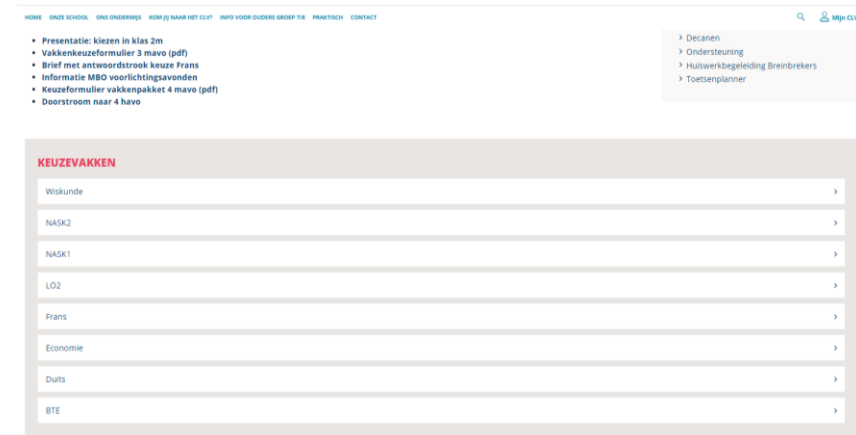 HOME ONZE SCHOOL ONS ONDERWIJS KOM JIJ NAAR HET CLV? INFO VOOR OUDERS GROEP 7/8 PRAKTISCH CONTACT
Mijn CLV
Presentatie: kiezen in klas 2m
Vakkenkeuzeformulier 3 mavo (pdf)
Brief met antwoordstrook keuze Frans
Informatie MBO voorlichtingsavonden
Keuzeformulier vakkenpakket 4 mavo (pdf)
Doorstroom naar 4 havo
Decanen
Ondersteuning
Huiswerkbegeleiding Breinbrekers
Toetsenplanner
KEUZEVAKKEN
Wiskunde
NASK2
NASK1
LO2
Frans
Economie
Duits
BTE